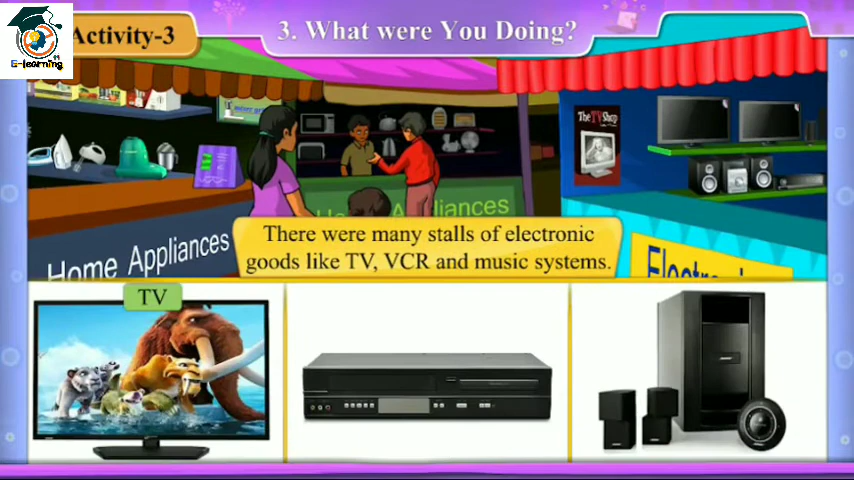 Activity-3
3. What were You Doing?
E-learning
The TV Shop
Home Appliances
Home Appliances
There were many stalls of electronic
goods like TV, VCR and music systems.
TV